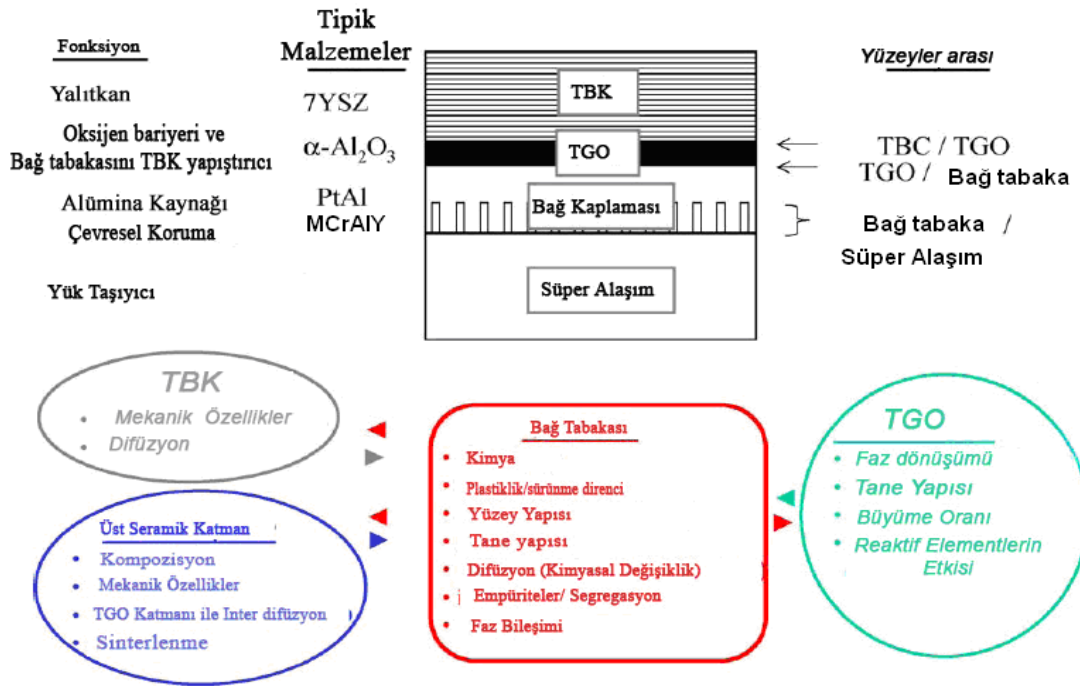 Fonksiyon
Yalıtkan
Oksijen bariyeri ve
Bağ tabakasını TBK yapıştırıcı
Alümina Kaynağı
Çevresel Koruma
Yük Taşıyıcı
Tipik
Malzemeler
7YSZ
α-Al₂O₃
PtAl
MCrAlY
TBK
TGO
Bağ Kaplaması
Süper Alaşım
Yüzeyler arası
TBC / TGO
TGO / Bağ tabaka
Bağ tabaka /
Süper Alaşım
TBK
• Mekanik Özellikler
• Difüzyon
Üst Seramik Katman
• Kompozisyon
• Mekanik Özellikler
• TGO Katmanı ile Inter difüzyon )
• Sinterlenme
Bağ Tabakası
• Kimya
• Plastiklik/sürünme direnci
• Yüzey Yapısı
• Tane yapısı
• Difüzyon (Kimyasal Değişiklik) )
• Empüriteler/ Segregasyon
• Faz Bileşimi
TGO
• Faz dönüşümü
• Tane Yapısı
• Büyüme Oranı
• Reaktif Elementlerin
Etkisi